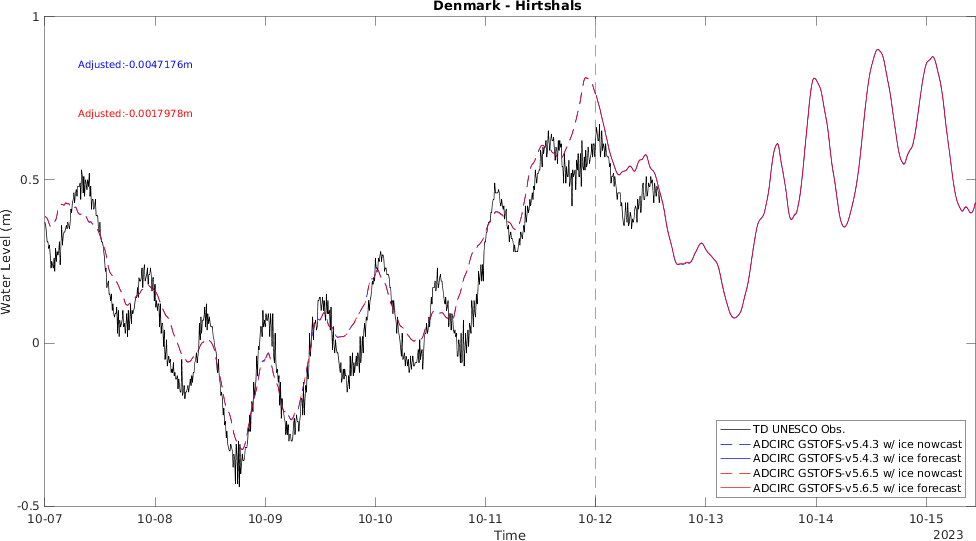 Denmark - Hirtshals
Adjusted:-0.0047176m
Adjusted:-0.0017978m
Water Level (m)
1
0.5
0
-0.5
TD UNESCO Obs.
ADCIRC GSTOFS-v5.4.3 w/ ice nowcast
ADCIRC GSTOFS-v5.4.3 w/ ice forecast
ADCIRC GSTOFS-v5.6.5 w/ ice nowcast
ADCIRC GSTOFS-v5.6.5 w/ ice forecast
10-07 10-08 10-09 10-10 10-11 10-12 10-13 10-14 10-15
Time
2023